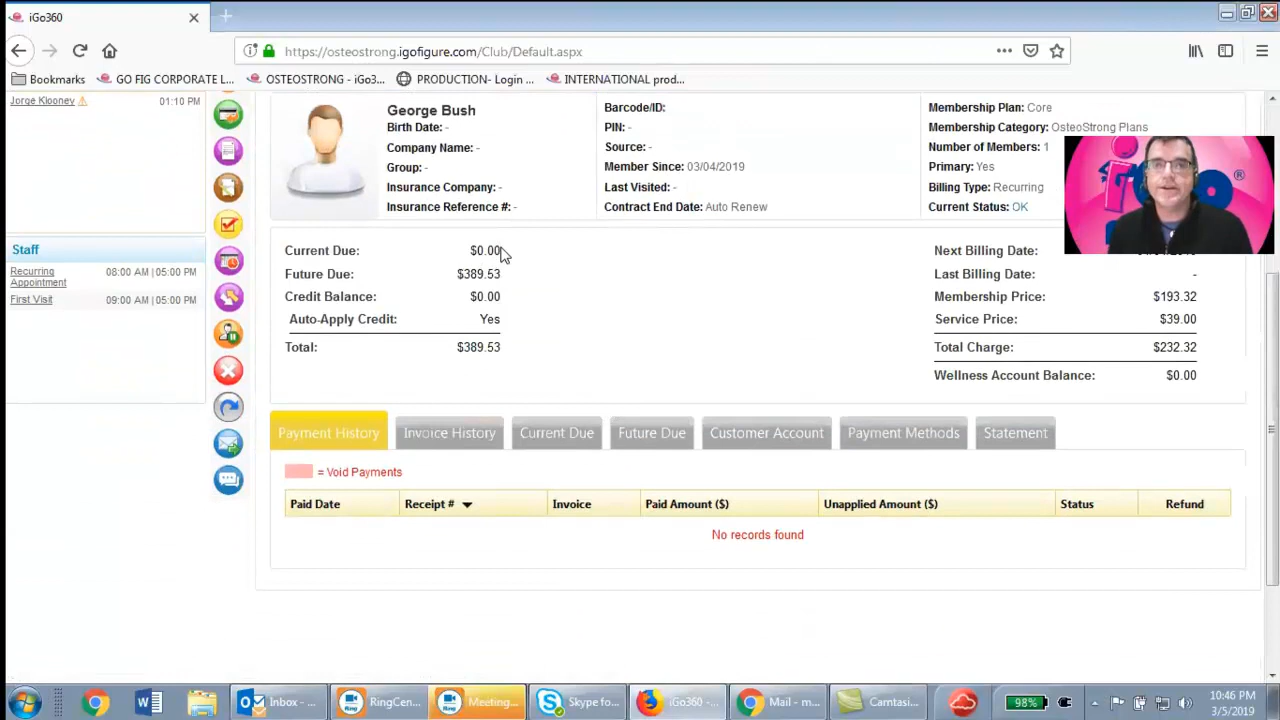 iGo360
https://osteostrong.igofigure.com/Club/Default.aspx
Bookmarks
GO FIG CORPORATE L...
OSTEOSTRONG - iGo3...
PRODUCTION- Login ...
INTERNATIONAL prod...
Jorge Klooney
01:10 PM
Staff
Recurring Appointment
08:00 AM | 05:00 PM
First Visit
09:00 AM | 05:00 PM
George Bush
Birth Date: -
Company Name: -
Group: -
Insurance Company: -
Insurance Reference #: -
Barcode/ID:
PIN: -
Source: -
Member Since: 03/04/2019
Last Visited: -
Contract End Date: Auto Renew
Membership Plan: Core
Membership Category: OsteoStrong Plans
Number of Members: 1
Primary: Yes
Billing Type: Recurring
Current Status: OK
Current Due: $0.00
Future Due: $389.53
Credit Balance: $0.00
Auto-Apply Credit: Yes
Total: $389.53
Next Billing Date:
Last Billing Date: -
Membership Price: $193.32
Service Price: $39.00
Total Charge: $232.32
Wellness Account Balance: $0.00
Payment History
Invoice History
Current Due
Future Due
Customer Account
Payment Methods
Statement
= Void Payments
Paid Date
Receipt #
Invoice
Paid Amount ($)
Unapplied Amount ($)
Status
Refund
No records found
Inbox - ...
RingCen...
Meeting...
Skype fo...
iGo360 -...
Mail - m...
Camtasi...
98%
10:46 PM
3/5/2019